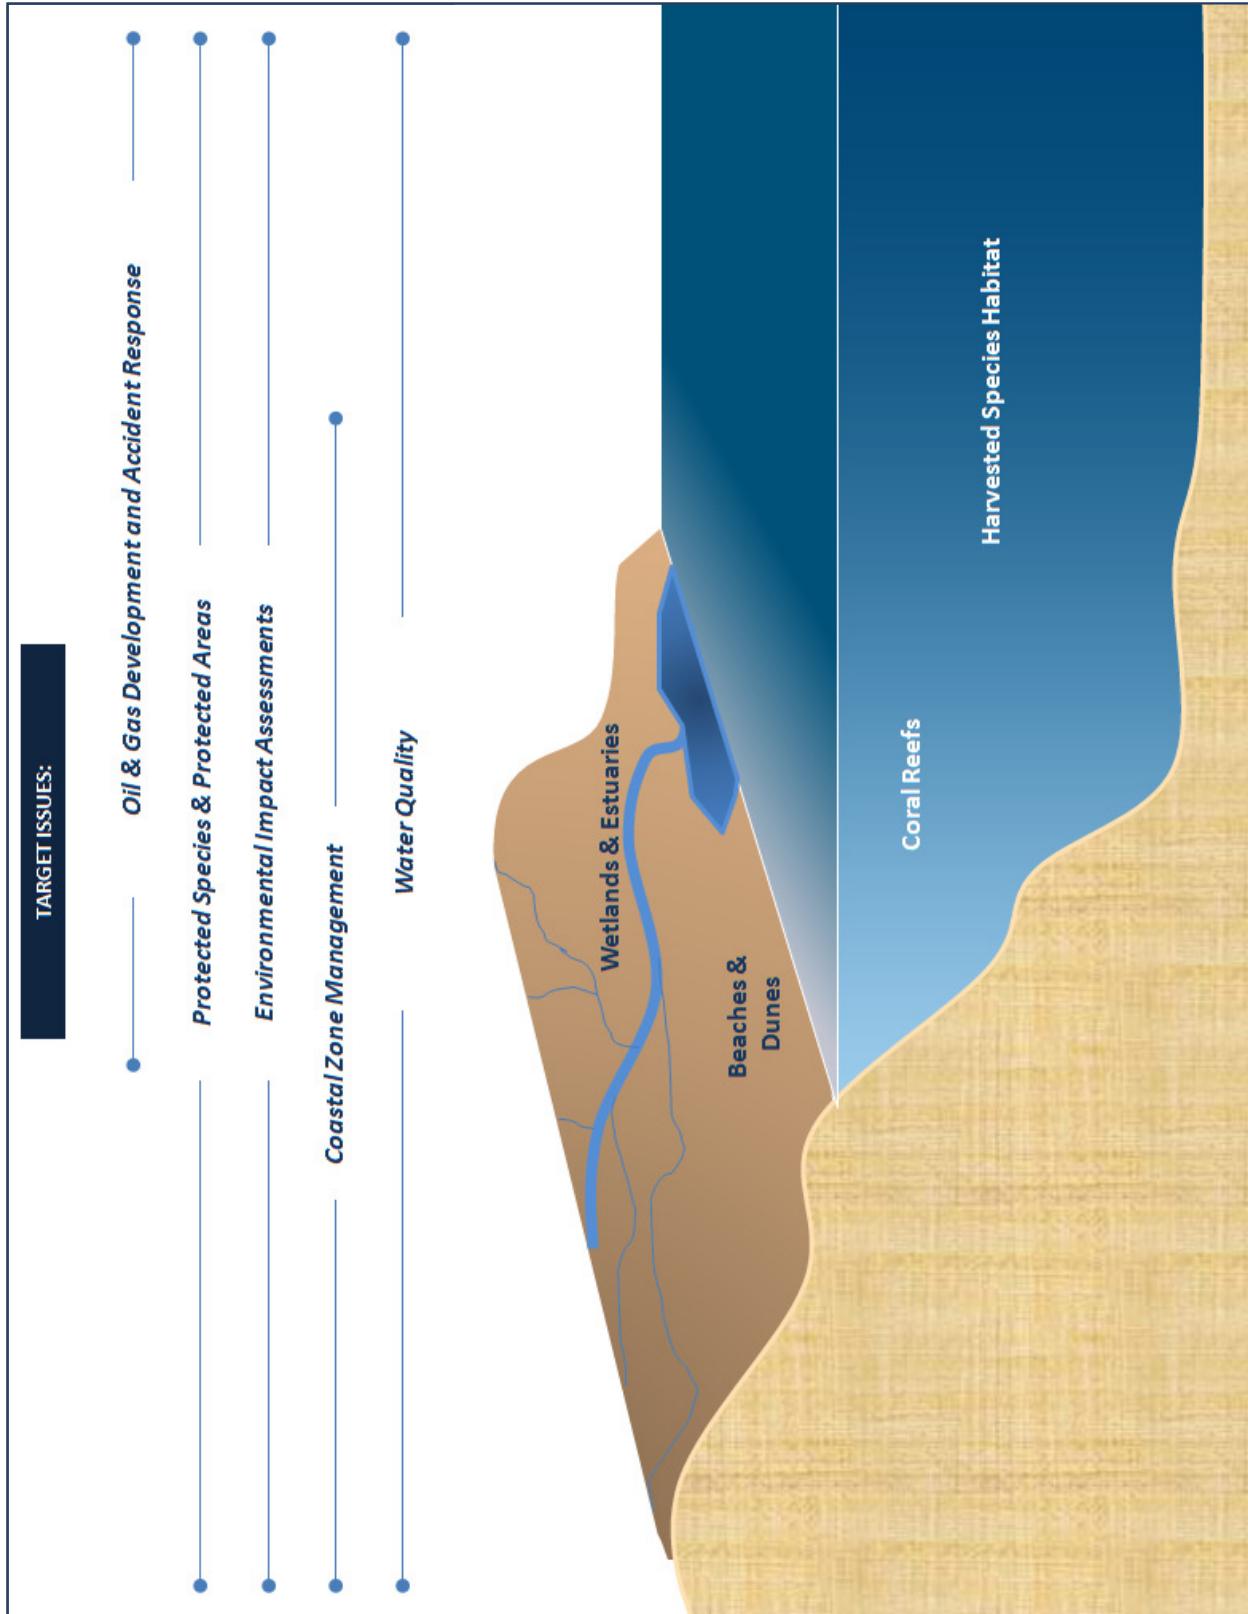 TARGET ISSUES:
Oil & Gas Development and Accident Response
Protected Species & Protected Areas
Environmental Impact Assessments
Coastal Zone Management
Water Quality
Wetlands & Estuaries
Beaches &
Dunes
Coral Reefs
Harvested Species Habitat